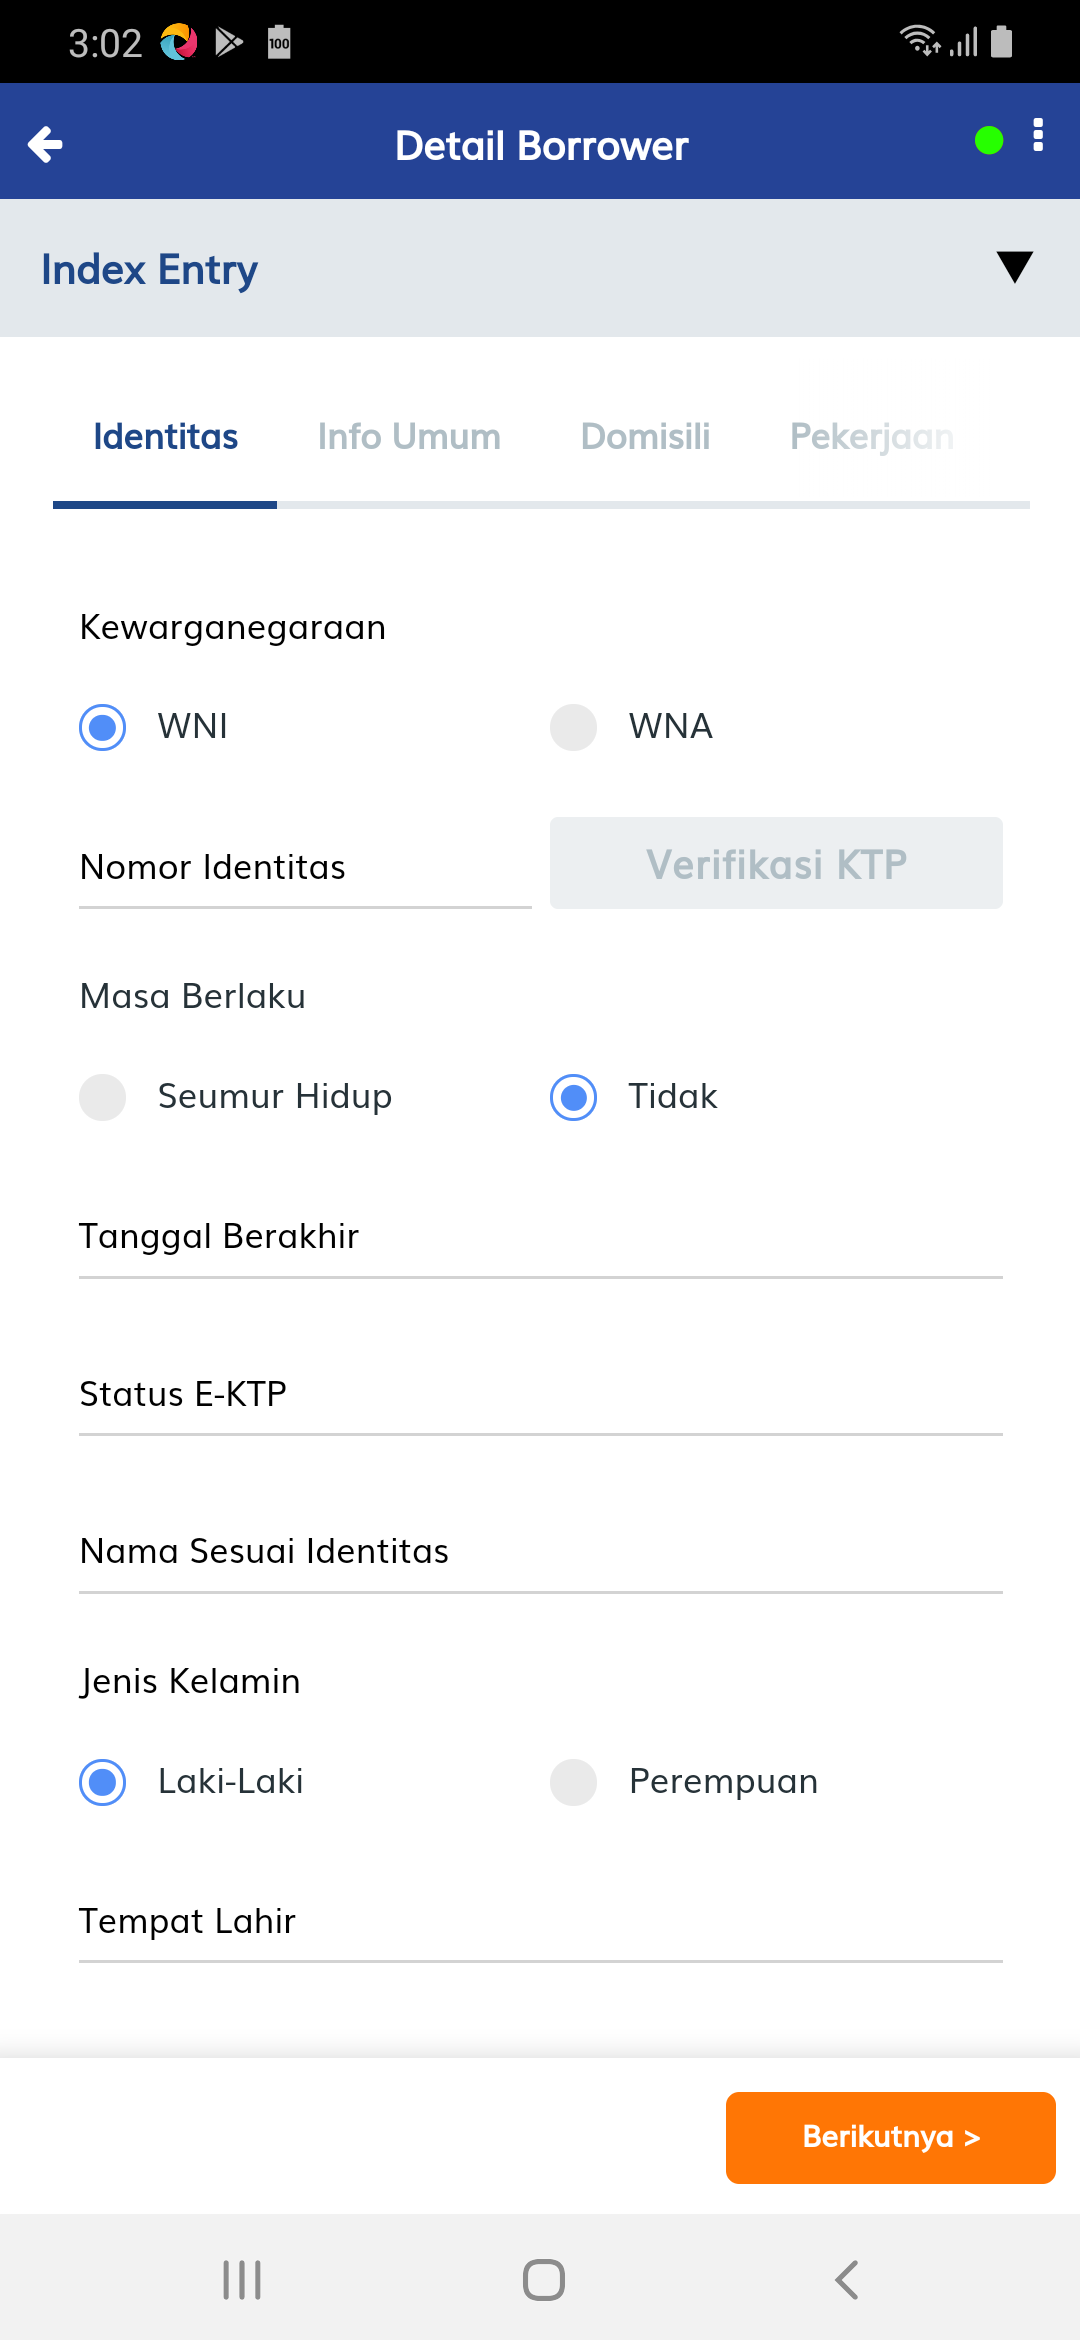 3:02 100
Detail Borrower
Index Entry
Identitas Info Umum Domisili Pekerjaan
Kewarganegaraan
WNI WNA
Nomor Identitas Verifikasi KTP
Masa Berlaku
Seumur Hidup Tidak
Tanggal Berakhir
Status E-KTP
Nama Sesuai Identitas
Jenis Kelamin
Laki-Laki Perempuan
Tempat Lahir
Berikutnya >